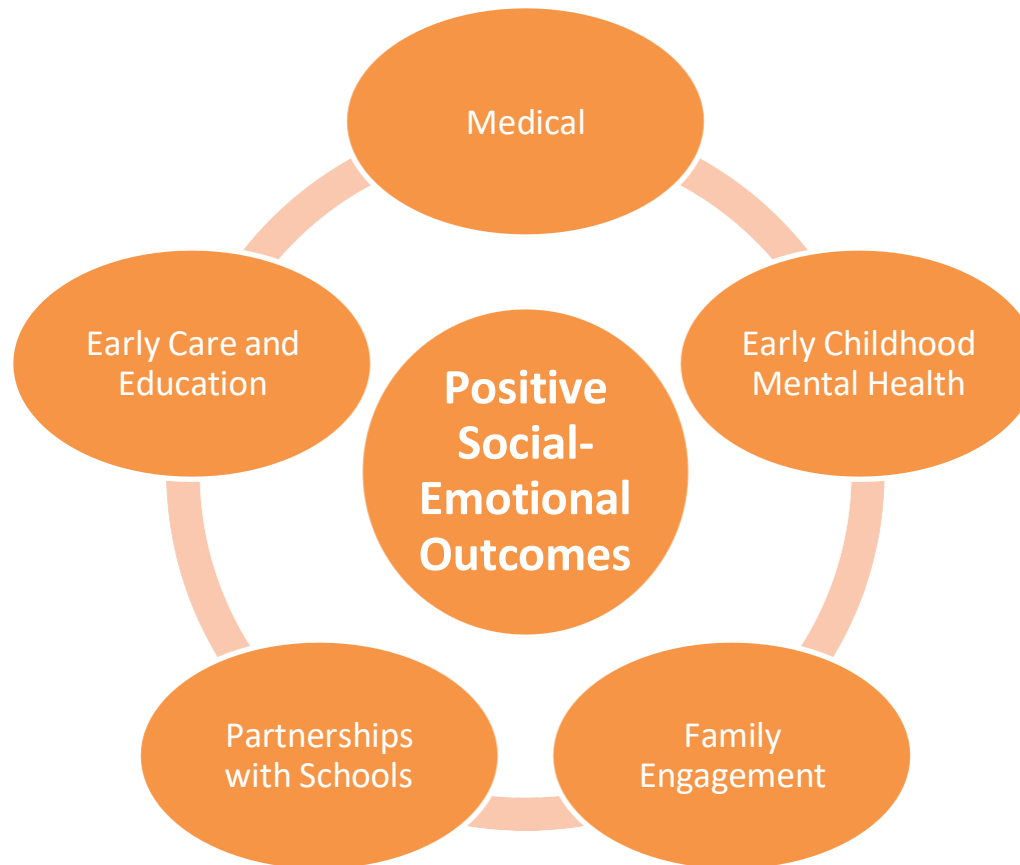 Medical
Early Care and
Education
Early Childhood
Mental Health
Positive
Social-
Emotional
Outcomes
Partnerships
with Schools
Family
Engagement